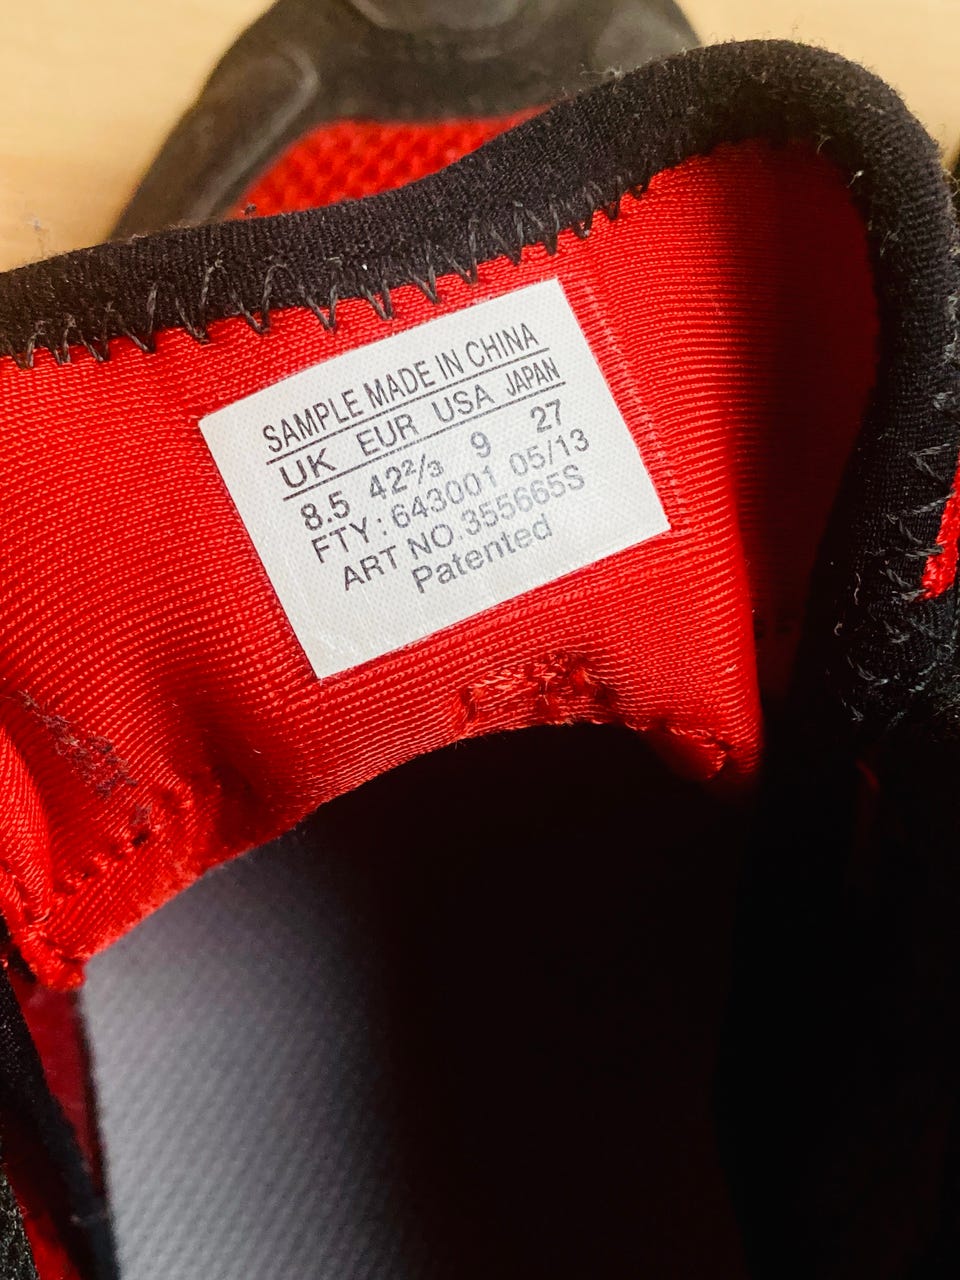 SAMPLE MADE IN CHINA
UK EUR USA JAPAN
8.5 42⅔ 9 27
FTY: 643001 05/13
ART NO.355665S
Patented